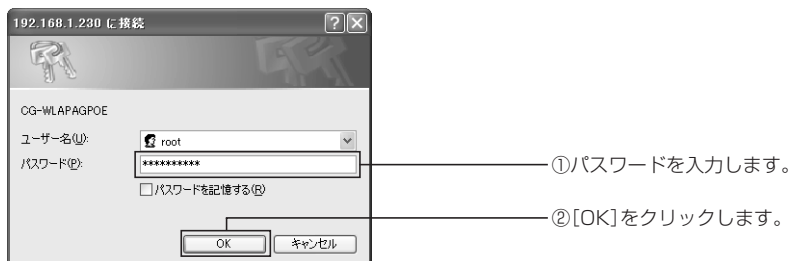 192.168.1.230 に接続
CG-WLAPAGPOE
ユーザー名(U):
root
パスワード(P):
**********
①パスワードを入力します。
パスワードを記憶する(R)
②[OK]をクリックします。
OK
キャンセル